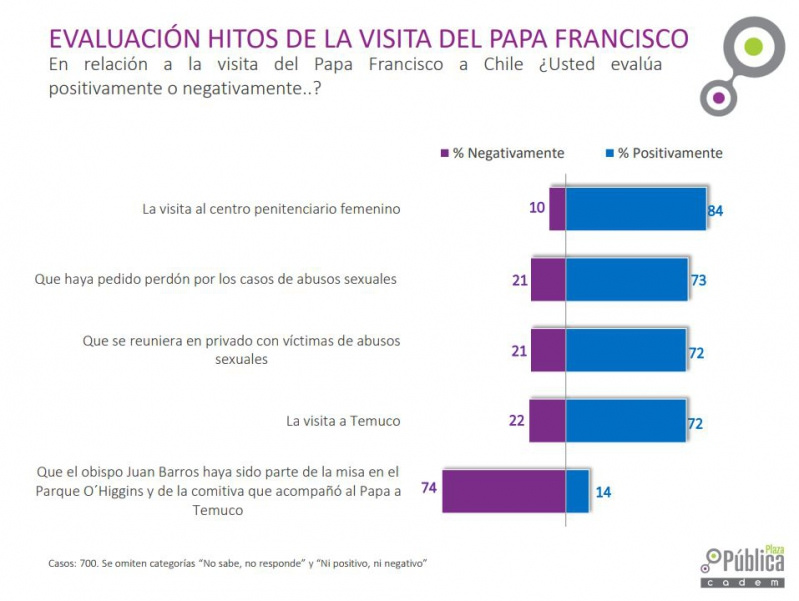 EVALUACIÓN HITOS DE LA VISITA DEL PAPA FRANCISCO
En relación a la visita del Papa Francisco a Chile ¿Usted evalúa
positivamente o negativamente..?
% Negativamente % Positivamente
La visita al centro penitenciario femenino 10 84
Que haya pedido perdón por los casos de abusos sexuales 21 73
Que se reuniera en privado con víctimas de abusos
sexuales
21 72
La visita a Temuco 22 72
Que el obispo Juan Barros haya sido parte de la misa en el
Parque O´Higgins y de la comitiva que acompañó al Papa a
Temuco
74 14
Casos: 700. Se omiten categorías “No sabe, no responde” y “Ni positivo, ni negativo”
Plaza
Pública
cadem